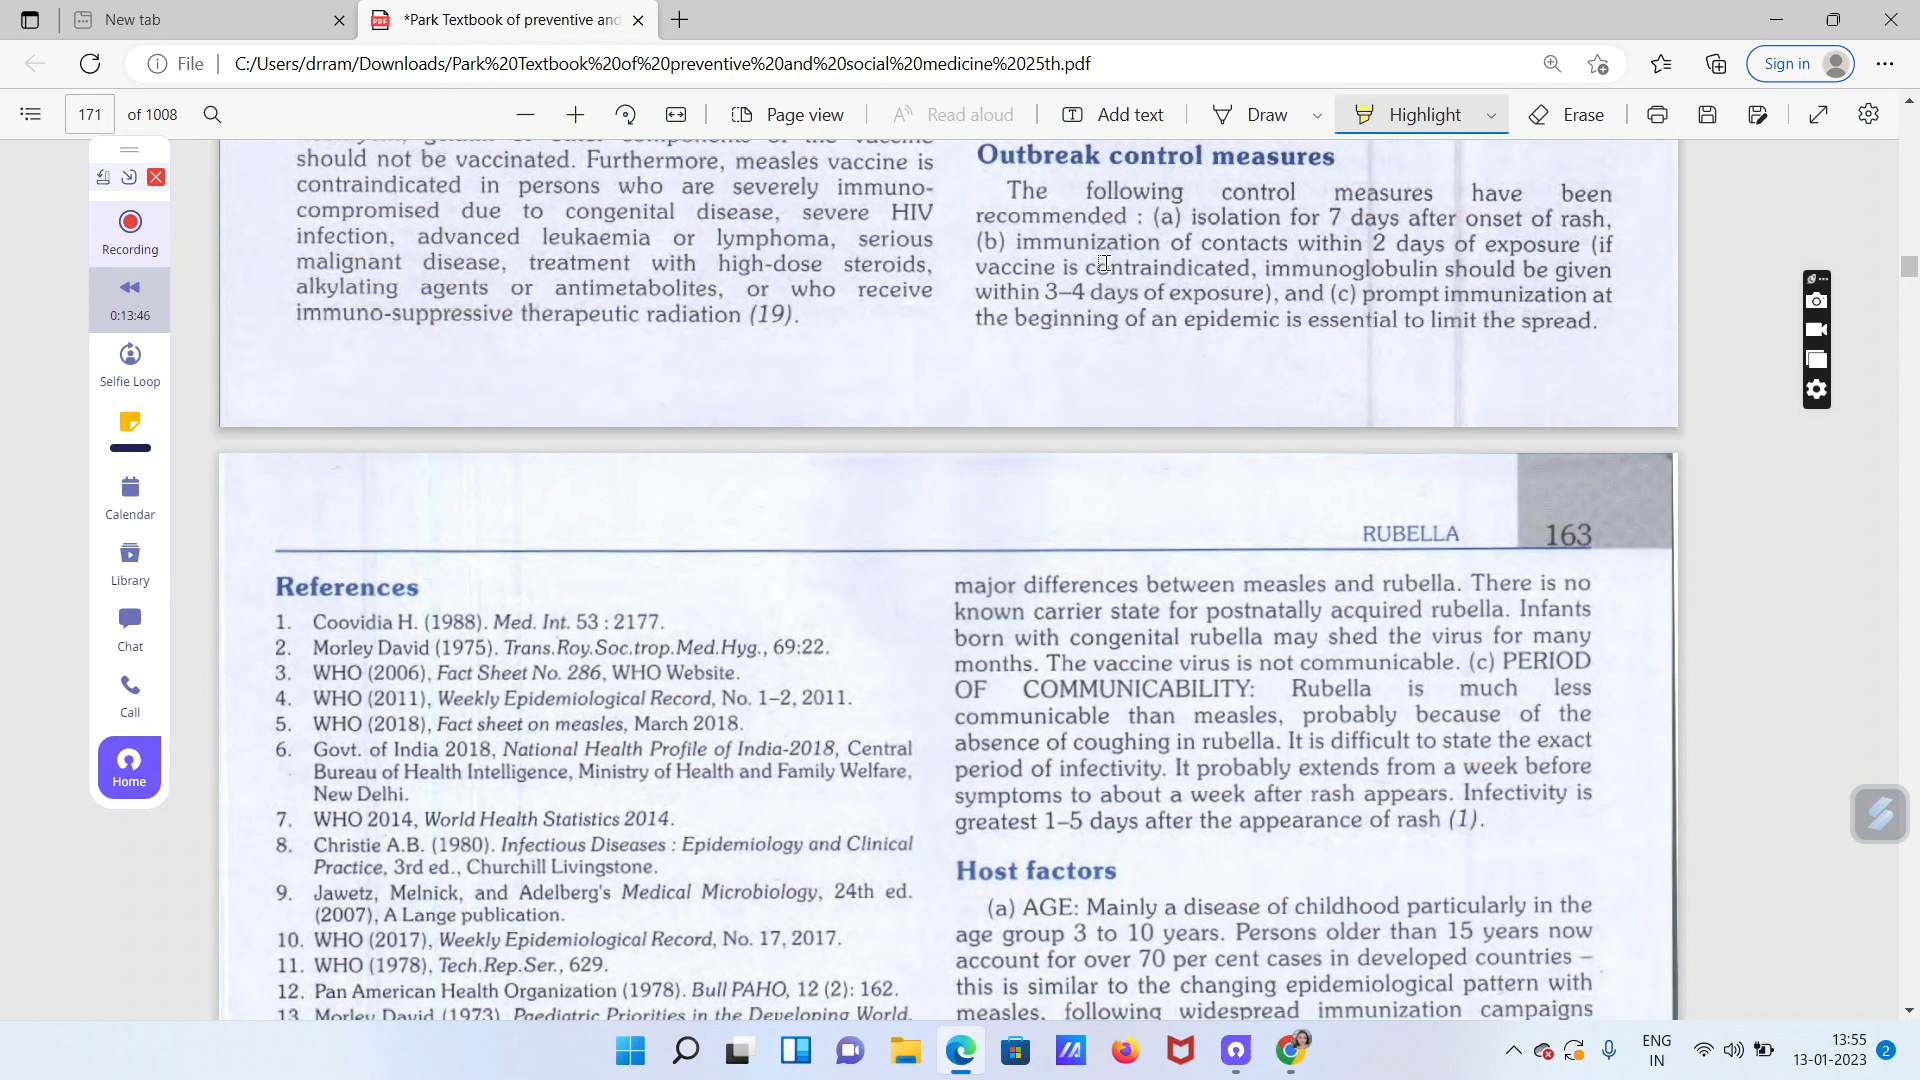 New tab
*Park Textbook of preventive and
File
C:/Users/drram/Downloads/Park%20Textbook%20of%20preventive%20and%20social%20medicine%2025th.pdf
Sign in
171
of 1008
Page view
Read aloud
Add text
Draw
Highlight
Erase
Recording
0:13:46
Selfie Loop
Calendar
Library
Chat
Call
Home
should not be vaccinated. Furthermore, measles vaccine is
contraindicated in persons who are severely immuno-
compromised due to congenital disease, severe HIV
infection, advanced leukaemia or lymphoma, serious
malignant disease, treatment with high-dose steroids,
alkylating agents or antimetabolites, or who receive
immuno-suppressive therapeutic radiation (19).
Outbreak control measures
The following control measures have been
recommended : (a) isolation for 7 days after onset of rash,
(b) immunization of contacts within 2 days of exposure (if
vaccine is contraindicated, immunoglobulin should be given
within 3–4 days of exposure), and (c) prompt immunization at
the beginning of an epidemic is essential to limit the spread.
RUBELLA
163
References
1. Coovidia H. (1988). Med. Int. 53 : 2177.
2. Morley David (1975). Trans.Roy.Soc.trop.Med.Hyg., 69:22.
3. WHO (2006), Fact Sheet No. 286, WHO Website.
4. WHO (2011), Weekly Epidemiological Record, No. 1–2, 2011.
5. WHO (2018), Fact sheet on measles, March 2018.
6. Govt. of India 2018, National Health Profile of India-2018, Central
Bureau of Health Intelligence, Ministry of Health and Family Welfare,
New Delhi.
7. WHO 2014, World Health Statistics 2014.
8. Christie A.B. (1980). Infectious Diseases : Epidemiology and Clinical
Practice, 3rd ed., Churchill Livingstone.
9. Jawetz, Melnick, and Adelberg's Medical Microbiology, 24th ed.
(2007), A Lange publication.
10. WHO (2017), Weekly Epidemiological Record, No. 17, 2017.
11. WHO (1978), Tech.Rep.Ser., 629.
12. Pan American Health Organization (1978). Bull PAHO, 12 (2): 162.
13. Morley David (1973). Paediatric Priorities in the Developing World,
major differences between measles and rubella. There is no
known carrier state for postnatally acquired rubella. Infants
born with congenital rubella may shed the virus for many
months. The vaccine virus is not communicable. (c) PERIOD
OF COMMUNICABILITY: Rubella is much less
communicable than measles, probably because of the
absence of coughing in rubella. It is difficult to state the exact
period of infectivity. It probably extends from a week before
symptoms to about a week after rash appears. Infectivity is
greatest 1–5 days after the appearance of rash (1).
Host factors
(a) AGE: Mainly a disease of childhood particularly in the
age group 3 to 10 years. Persons older than 15 years now
account for over 70 per cent cases in developed countries –
this is similar to the changing epidemiological pattern with
measles, following widespread immunization campaigns
ENG
IN
13:55
13-01-2023
2